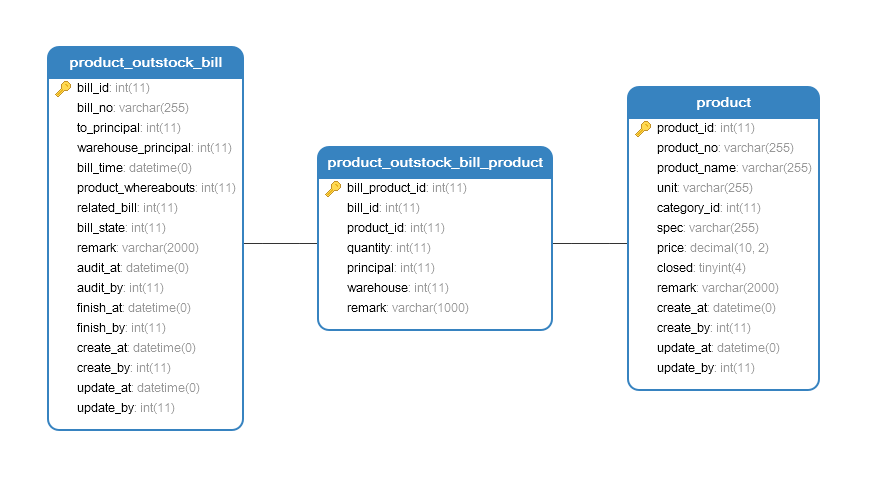 product_outstock_bill
bill_id: int(11)
bill_no: varchar(255)
to_principal: int(11)
warehouse_principal: int(11)
bill_time: datetime(0)
product_whereabouts: int(11)
related_bill: int(11)
bill_state: int(11)
remark: varchar(2000)
audit_at: datetime(0)
audit_by: int(11)
finish_at: datetime(0)
finish_by: int(11)
create_at: datetime(0)
create_by: int(11)
update_at: datetime(0)
update_by: int(11)
product_outstock_bill_product
bill_product_id: int(11)
bill_id: int(11)
product_id: int(11)
quantity: int(11)
principal: int(11)
warehouse: int(11)
remark: varchar(1000)
product
product_id: int(11)
product_no: varchar(255)
product_name: varchar(255)
unit: varchar(255)
category_id: int(11)
spec: varchar(255)
price: decimal(10, 2)
closed: tinyint(4)
remark: varchar(2000)
create_at: datetime(0)
create_by: int(11)
update_at: datetime(0)
update_by: int(11)